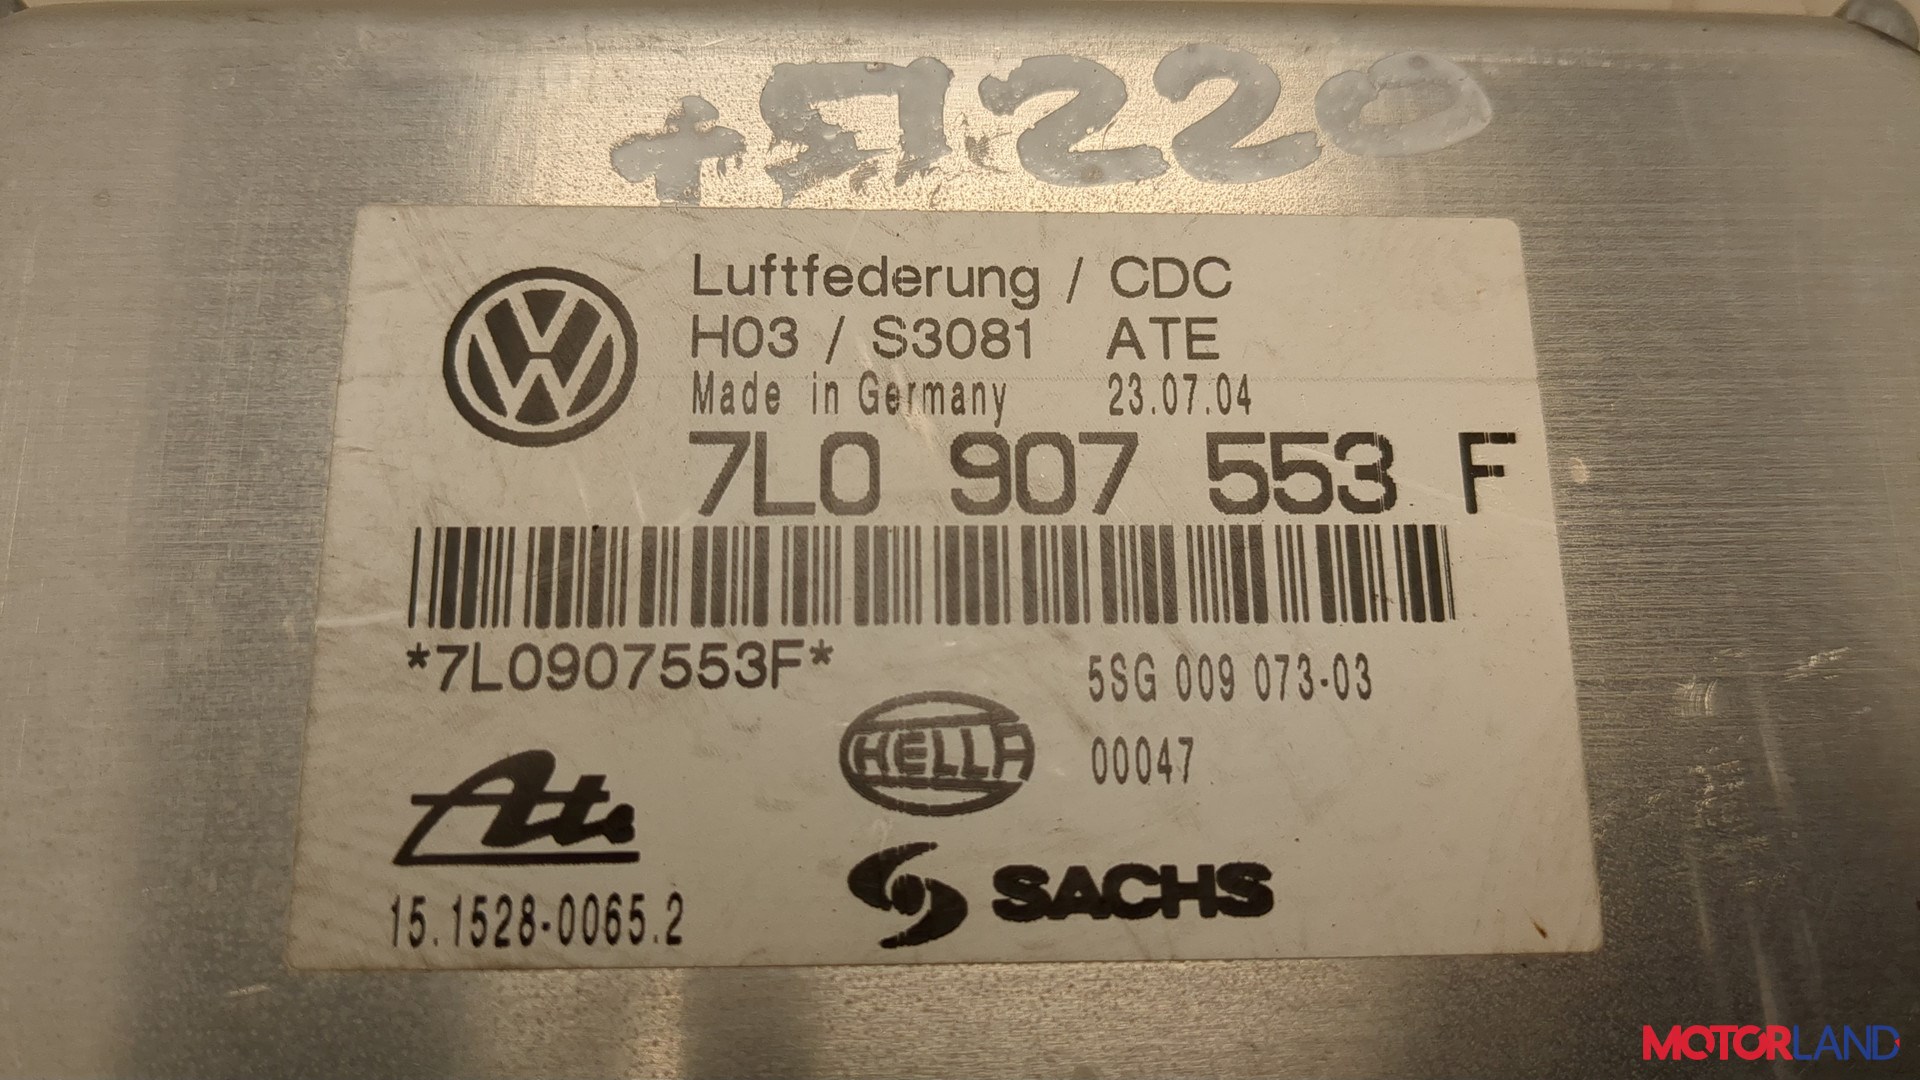 Luftfederung / CDC
H03 / S3081 ATE
Made in Germany 23.07.04
7L0 907 553 F
*7L0907553F*
5SG 009 073-03
HELLA
00047
Ate
SACHS
15.1528-0065.2
MOTORLAND